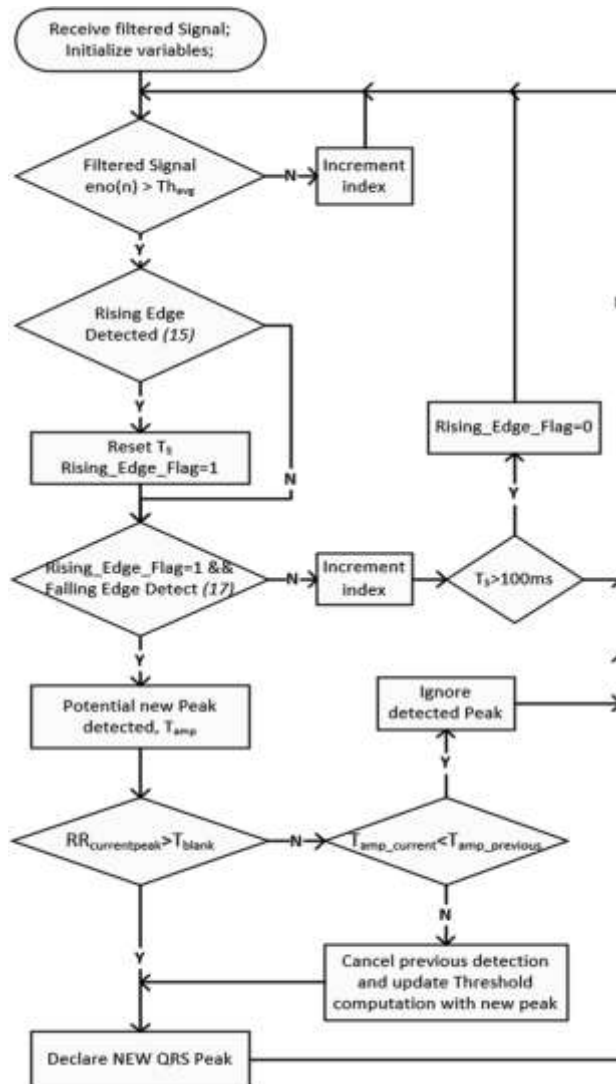 Receive filtered Signal;
Initialize variables;
Filtered Signal
eno(n) > Th_avg
N
Increment
index
Y
Rising Edge
Detected (15)
Y
Rising_Edge_Flag=0
Reset T_s
Rising_Edge_Flag=1
N
Y
Rising_Edge_Flag=1 &&
Falling Edge Detect (17)
N
Increment
index
T_s>100ms
Y
Potential new Peak
detected, T_amp
Ignore
detected Peak
Y
RR_currentpeak>T_blank
N
T_amp_current<T_amp_previous
N
Y
Cancel previous detection
and update Threshold
computation with new peak
Declare NEW QRS Peak